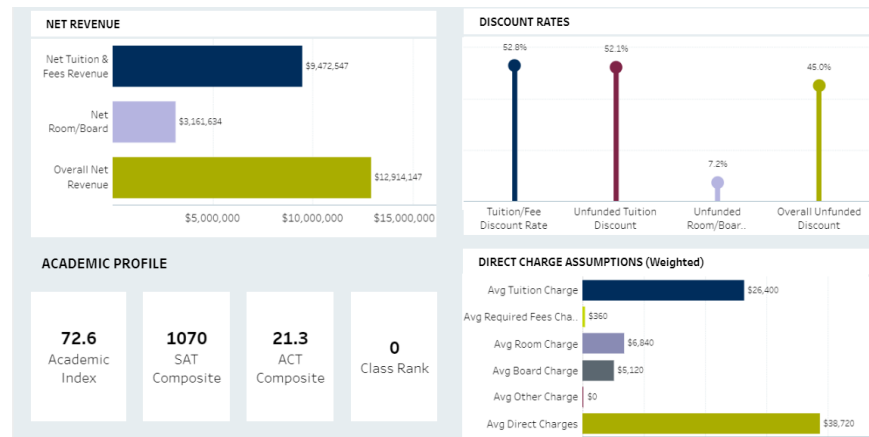 NET REVENUE
Net Tuition &
Fees Revenue
$9,472,547
Net
Room/Board
$3,161,634
Overall Net
Revenue
$12,914,147
$5,000,000
$10,000,000
$15,000,000
DISCOUNT RATES
52.8%
52.1%
7.2%
45.0%
Tuition/Fee
Discount Rate
Unfunded Tuition
Discount
Unfunded
Room/Boar..
Overall Unfunded
Discount
ACADEMIC PROFILE
72.6
Academic
Index
1070
SAT
Composite
21.3
ACT
Composite
0
Class Rank
DIRECT CHARGE ASSUMPTIONS (Weighted)
Avg Tuition Charge
$26,400
Avg Required Fees Cha..
$360
Avg Room Charge
$6,840
Avg Board Charge
$5,120
Avg Other Charge
$0
Avg Direct Charges
$38,720